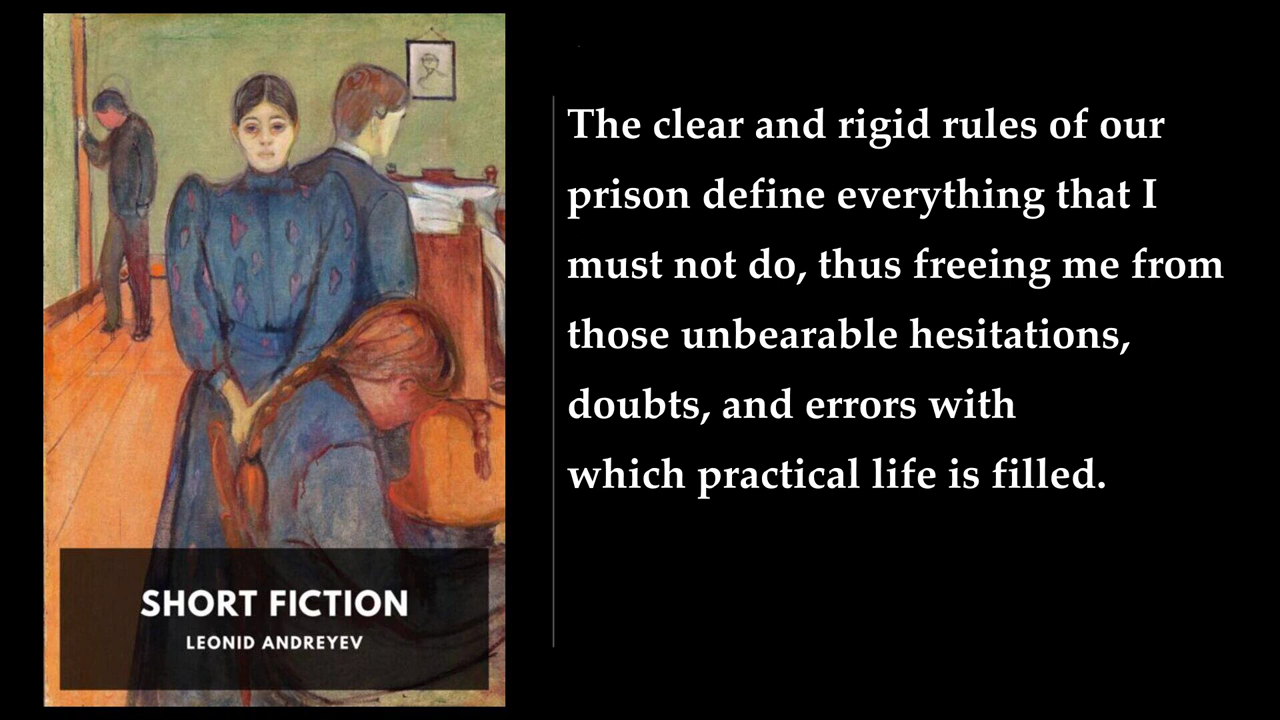 The clear and rigid rules of our
prison define everything that I
must not do, thus freeing me from
those unbearable hesitations,
doubts, and errors with
which practical life is filled.
SHORT FICTION
LEONID ANDREYEV